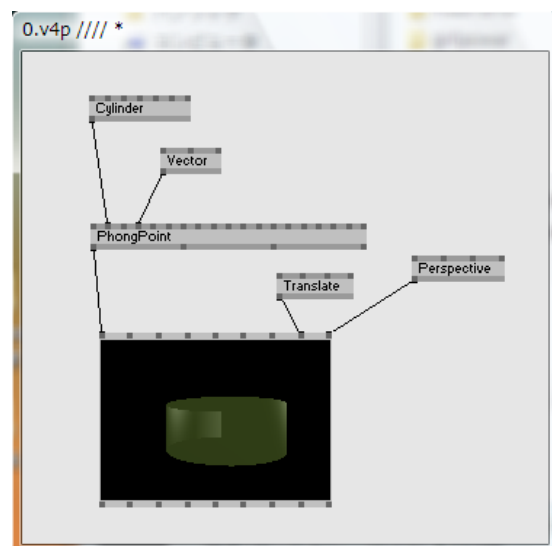 0.v4p //// *
Cylinder
Vector
PhongPoint
Perspective
Translate